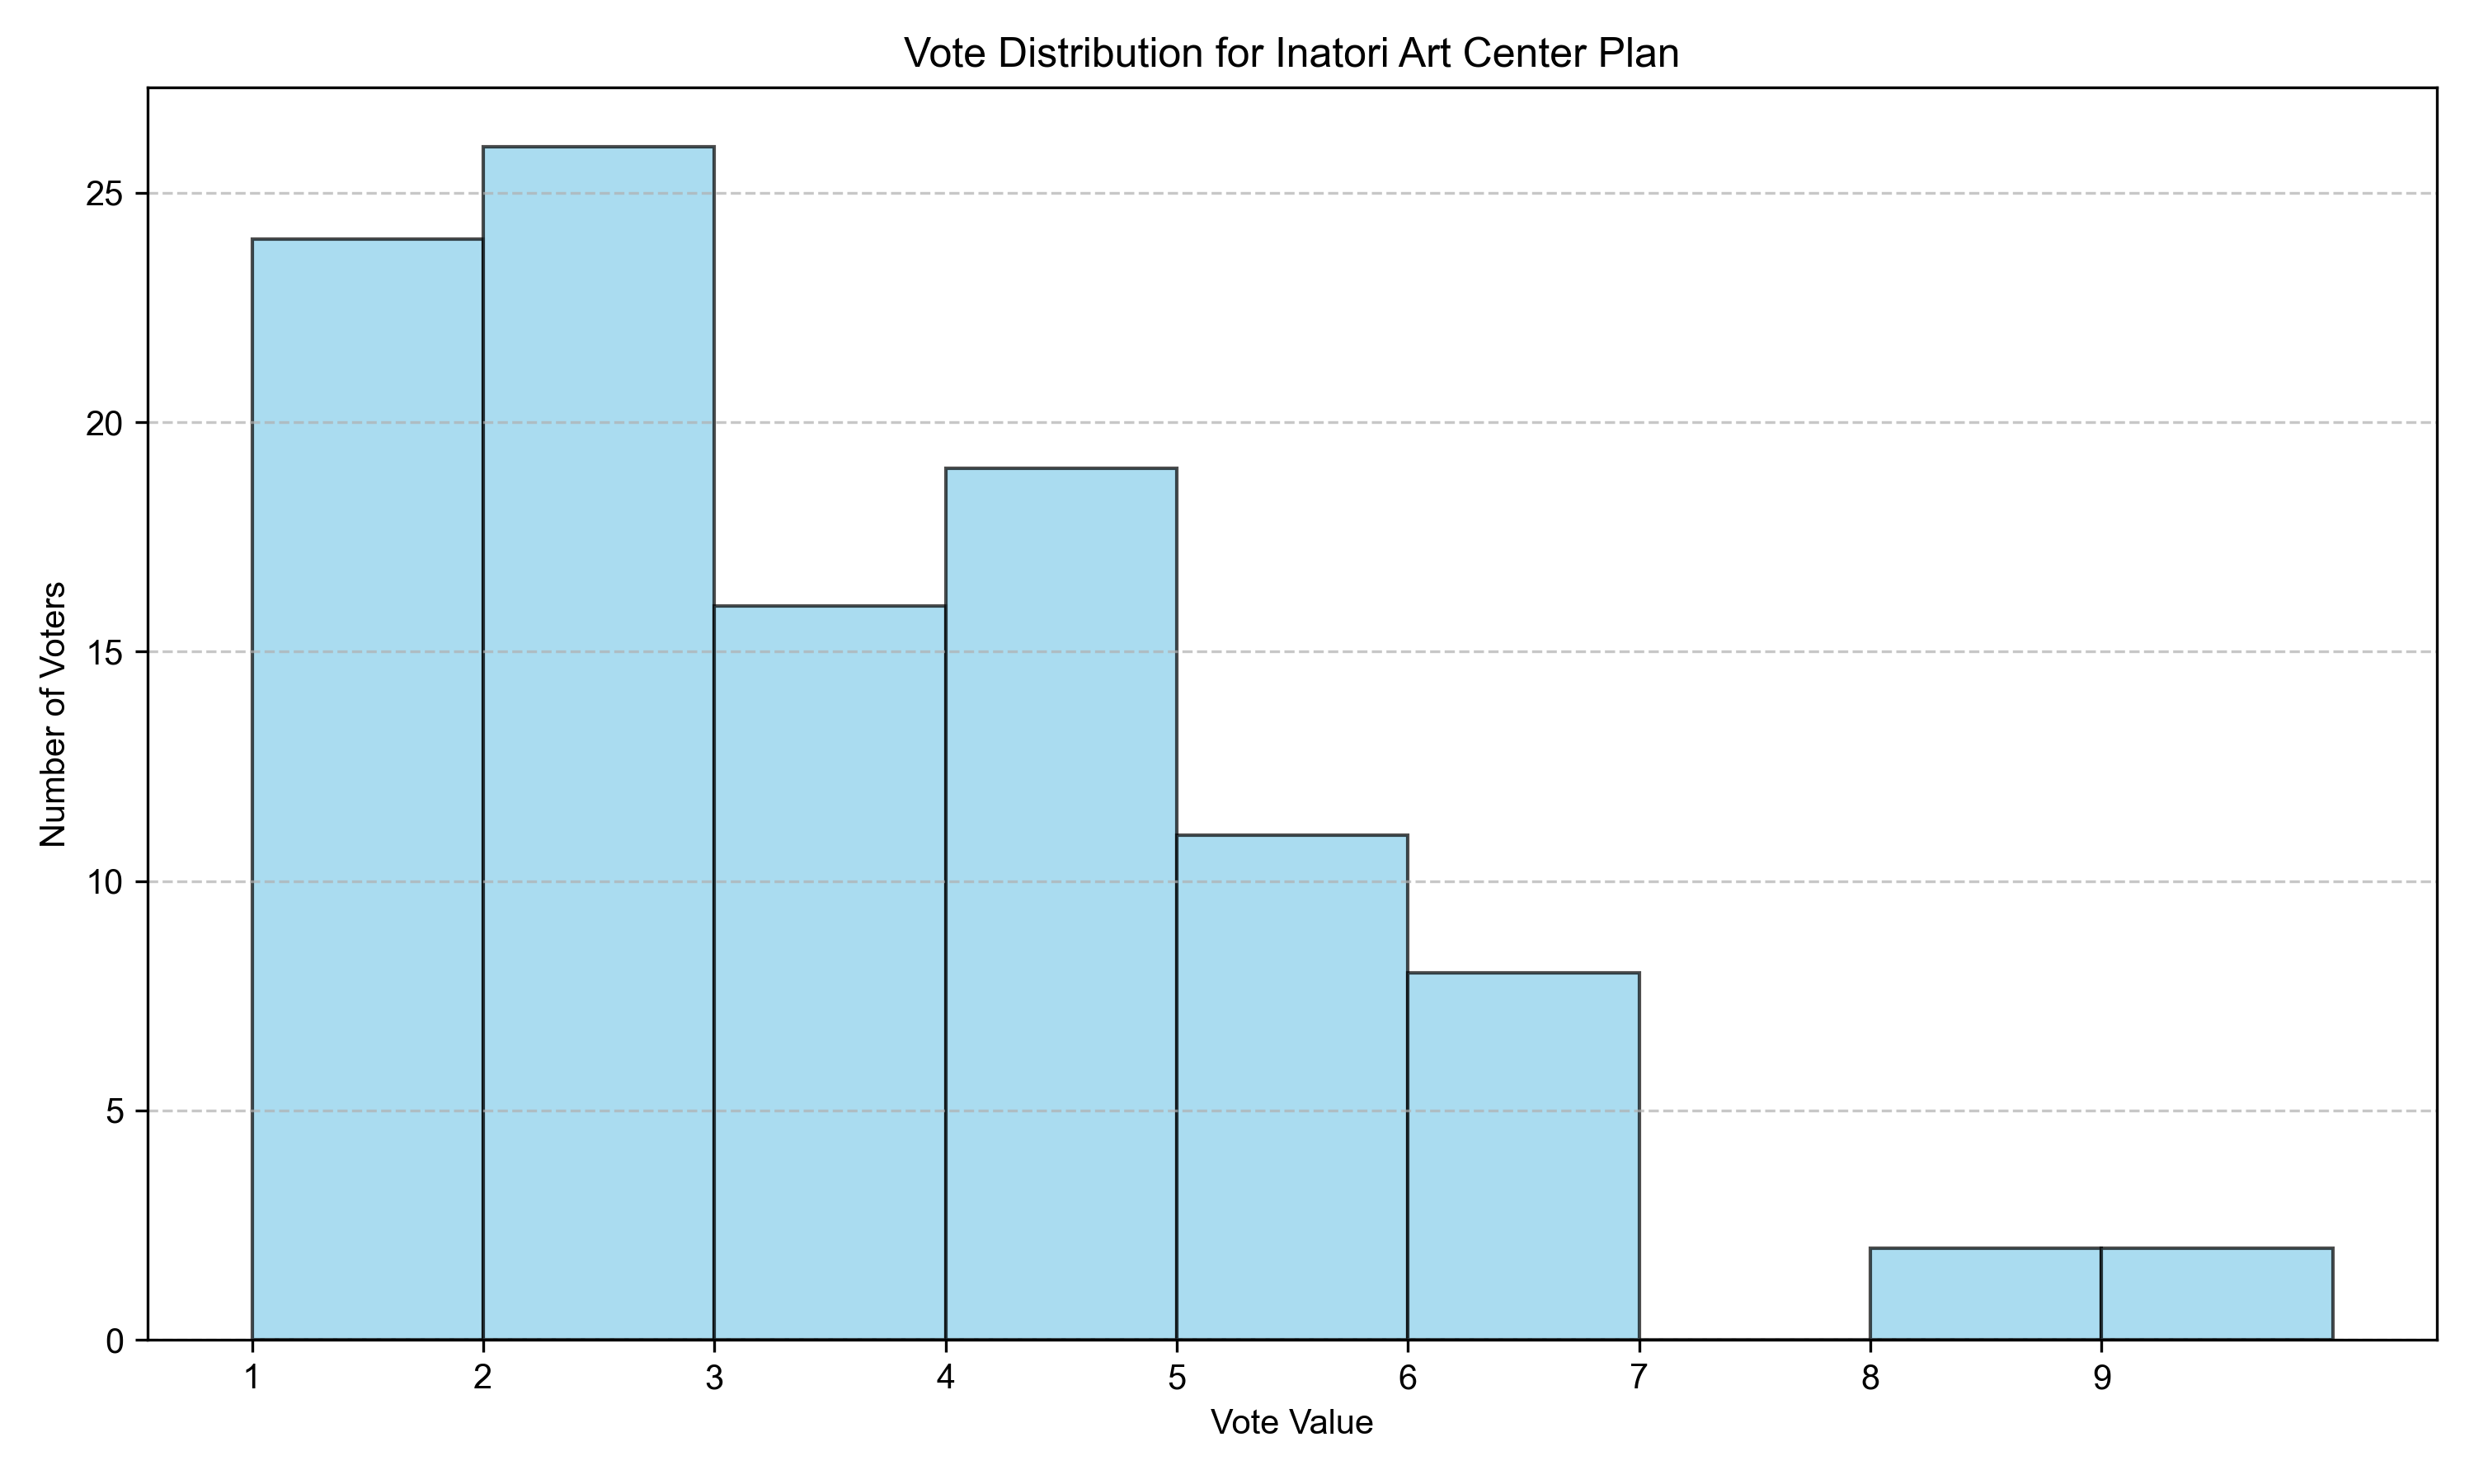 Vote Distribution for Inatori Art Center Plan
Number of Voters
25
20
15
10
5
0
1 2 3 4 5 6 7 8 9
Vote Value